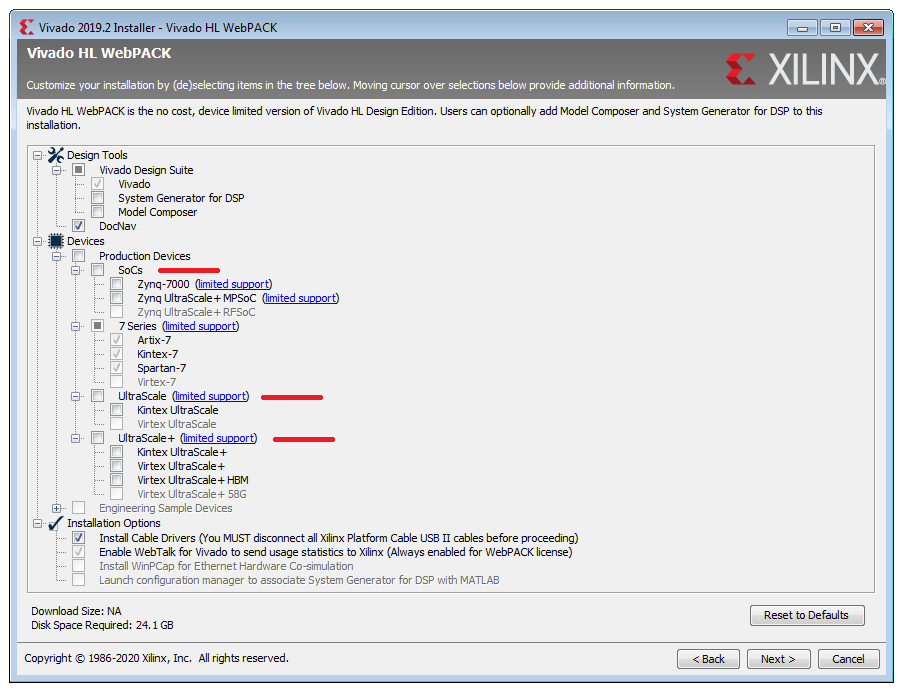 Vivado 2019.2 Installer - Vivado HL WebPACK
Vivado HL WebPACK
Customize your installation by (de)selecting items in the tree below. Moving cursor over selections below provide additional information.
XILINX®
Vivado HL WebPACK is the no cost, device limited version of Vivado HL Design Edition. Users can optionally add Model Composer and System Generator for DSP to this
installation.
Design Tools
Vivado Design Suite
Vivado
System Generator for DSP
Model Composer
DocNav
Devices
Production Devices
SoCs
Zynq-7000 (limited support)
Zynq UltraScale+ MPSoC (limited support)
Zynq UltraScale+ RFSoC
7 Series (limited support)
Artix-7
Kintex-7
Spartan-7
Virtex-7
UltraScale (limited support)
Kintex UltraScale
Virtex UltraScale
UltraScale+ (limited support)
Kintex UltraScale+
Virtex UltraScale+
Virtex UltraScale+ HBM
Virtex UltraScale+ 58G
Engineering Sample Devices
Installation Options
Install Cable Drivers (You MUST disconnect all Xilinx Platform Cable USB II cables before proceeding)
Enable WebTalk for Vivado to send usage statistics to Xilinx (Always enabled for WebPACK license)
Install WinPCap for Ethernet Hardware Co-simulation
Launch configuration manager to associate System Generator for DSP with MATLAB
Download Size: NA
Disk Space Required: 24.1 GB
Reset to Defaults
Copyright © 1986-2020 Xilinx, Inc. All rights reserved.
< Back
Next >
Cancel